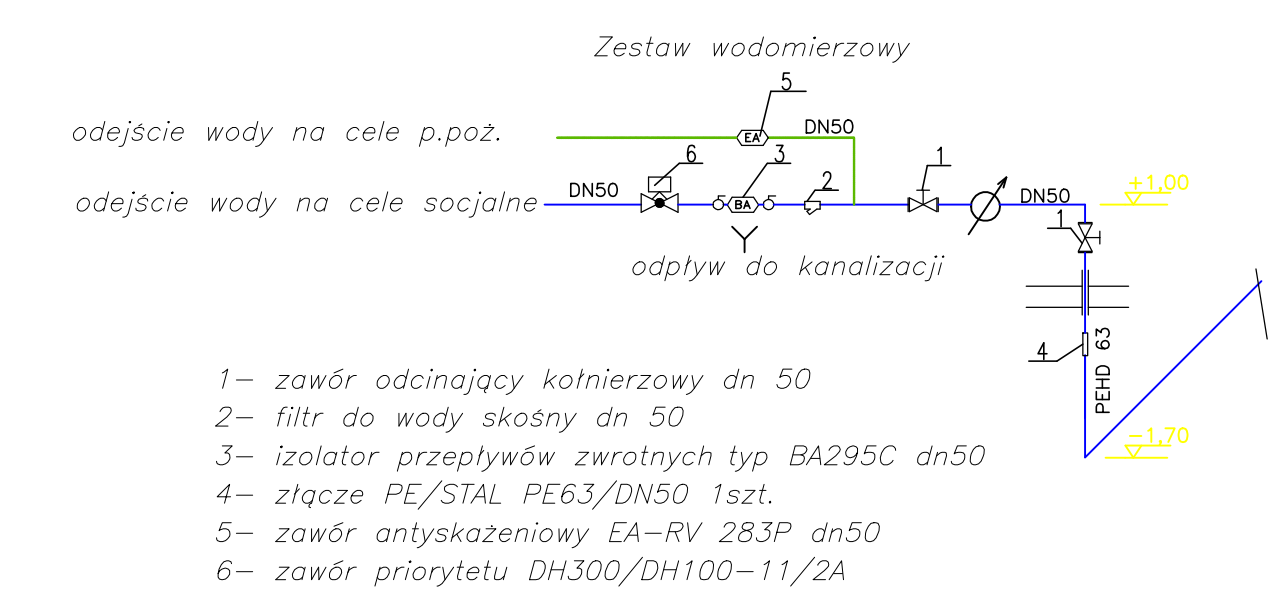 Zestaw wodomierzowy
5
odejście wody na cele p.poż.
EA
DN50
6
3
1
2
odejście wody na cele socjalne
DN50
BA
DN50
+1,00
1
odpływ do kanalizacji
4
PEHD 63
1- zawór odcinający kołnierzowy dn 50
2- filtr do wody skośny dn 50
-1,70
3- izolator przepływów zwrotnych typ BA295C dn50
4- złącze PE/STAL PE63/DN50 1szt.
5- zawór antyskażeniowy EA-RV 283P dn50
6- zawór priorytetu DH300/DH100-11/2A